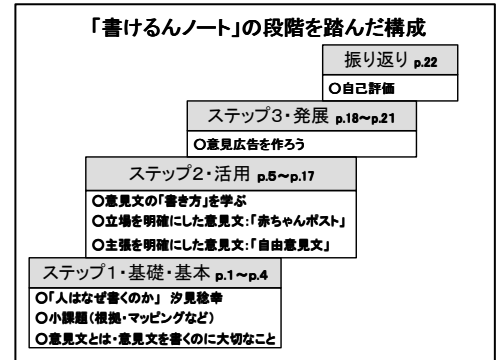 「書けるんノート」の段階を踏んだ構成
振り返り p.22
○自己評価
ステップ3・発展 p.18~p.21
○意見広告を作ろう
ステップ2・活用 p.5~p.17
○意見文の「書き方」を学ぶ
○立場を明確にした意見文:「赤ちゃんポスト」
○主張を明確にした意見文:「自由意見文」
ステップ1・基礎・基本 p.1~p.4
○「人はなぜ書くのか」 汐見稔幸
○小課題(根拠・マッピングなど)
○意見文とは・意見文を書くのに大切なこと